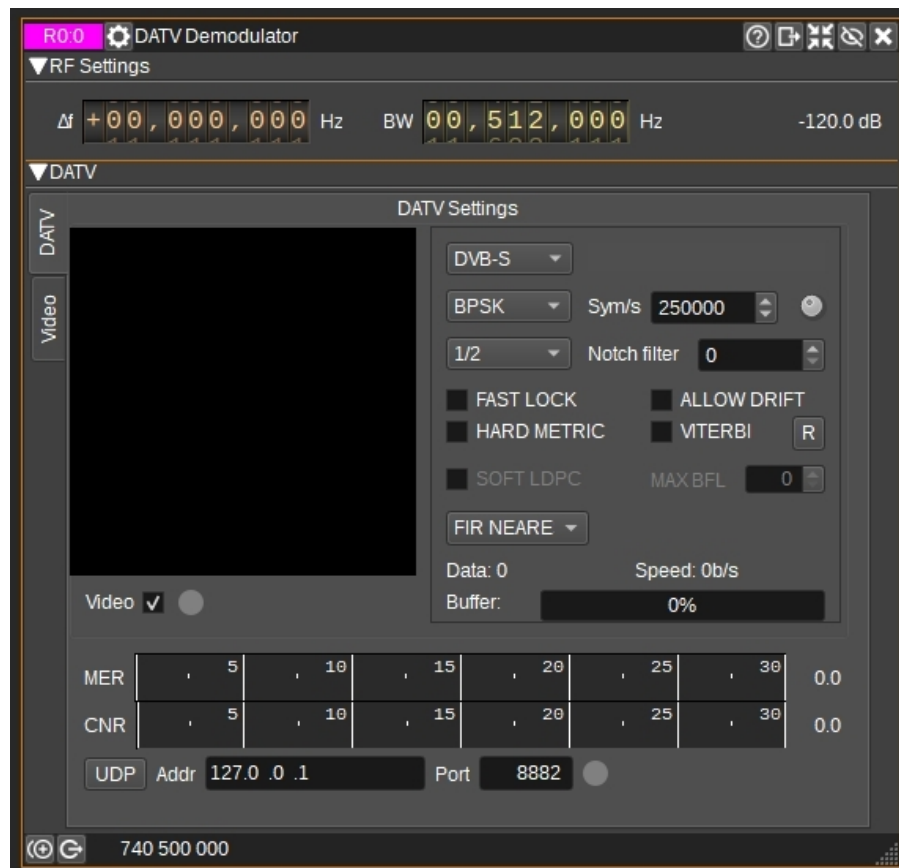 R0:0 DATV Demodulator
▼RF Settings
Δf +00,000,000 Hz BW 00,512,000 Hz -120.0 dB
▼DATV
DATV
Video
DATV Settings
DVB-S
BPSK Sym/s 250000
1/2 Notch filter 0
FAST LOCK ALLOW DRIFT
HARD METRIC VITERBI R
SOFT LDPC MAX BFL 0
FIR NEARE
Data: 0 Speed: 0b/s
Video Buffer: 0%
MER 5 10 15 20 25 30 0.0
CNR 5 10 15 20 25 30 0.0
UDP Addr 127.0 .0 .1 Port 8882
740 500 000